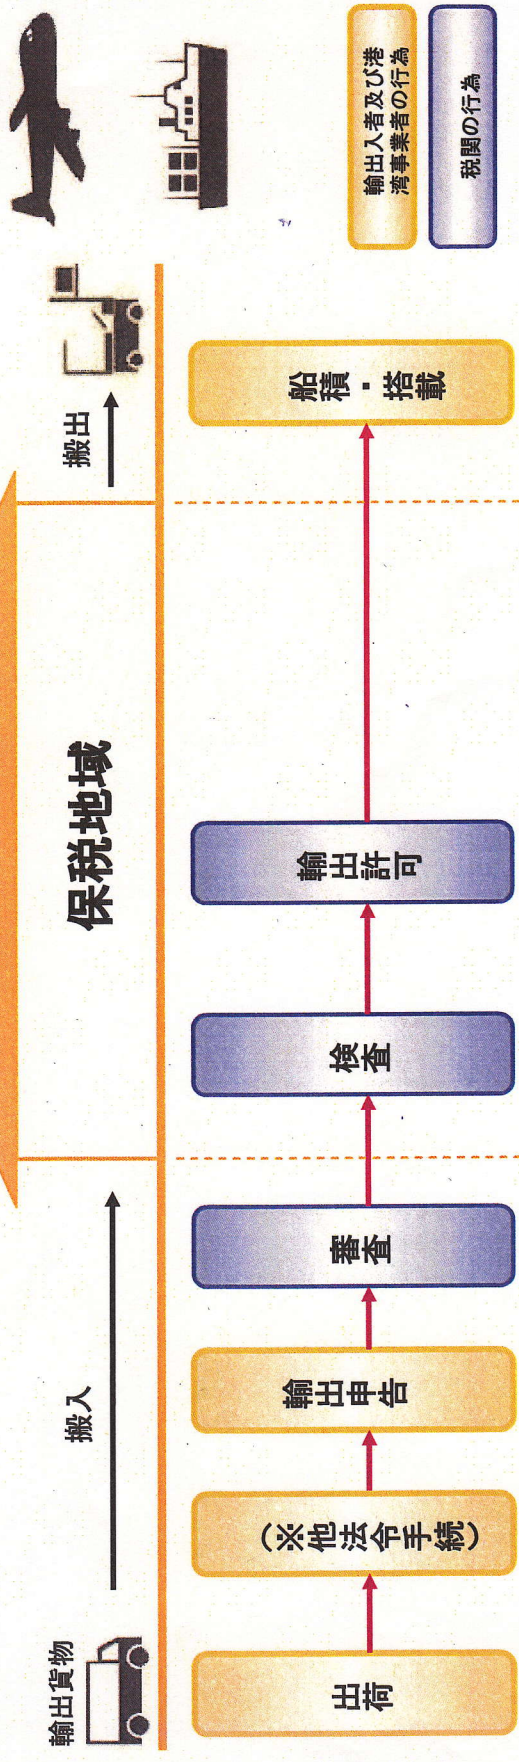 輸出貨物
搬入
保税地域
搬出
出荷
（※他法令手続）
輸出申告
審査
検査
輸出許可
船積・搭載
輸出入者及び港
湾事業者の行為
税関の行為